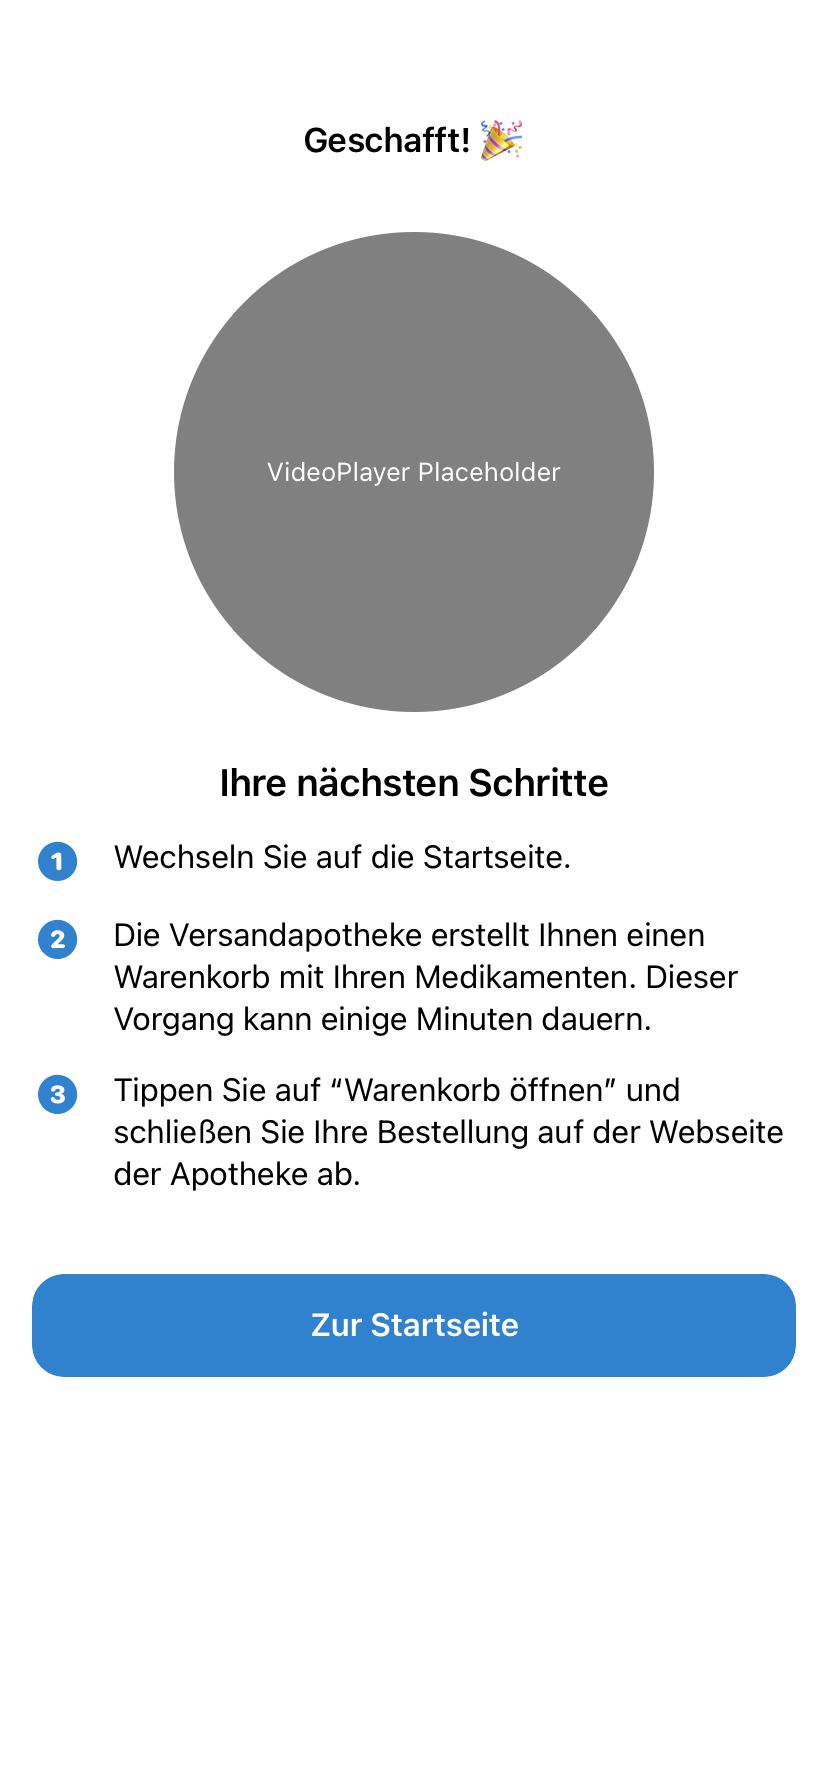 Geschafft! 🎉
VideoPlayer Placeholder
Ihre nächsten Schritte
1 Wechseln Sie auf die Startseite.
2 Die Versandapotheke erstellt Ihnen einen
Warenkorb mit Ihren Medikamenten. Dieser
Vorgang kann einige Minuten dauern.
3 Tippen Sie auf “Warenkorb öffnen” und
schließen Sie Ihre Bestellung auf der Webseite
der Apotheke ab.
Zur Startseite